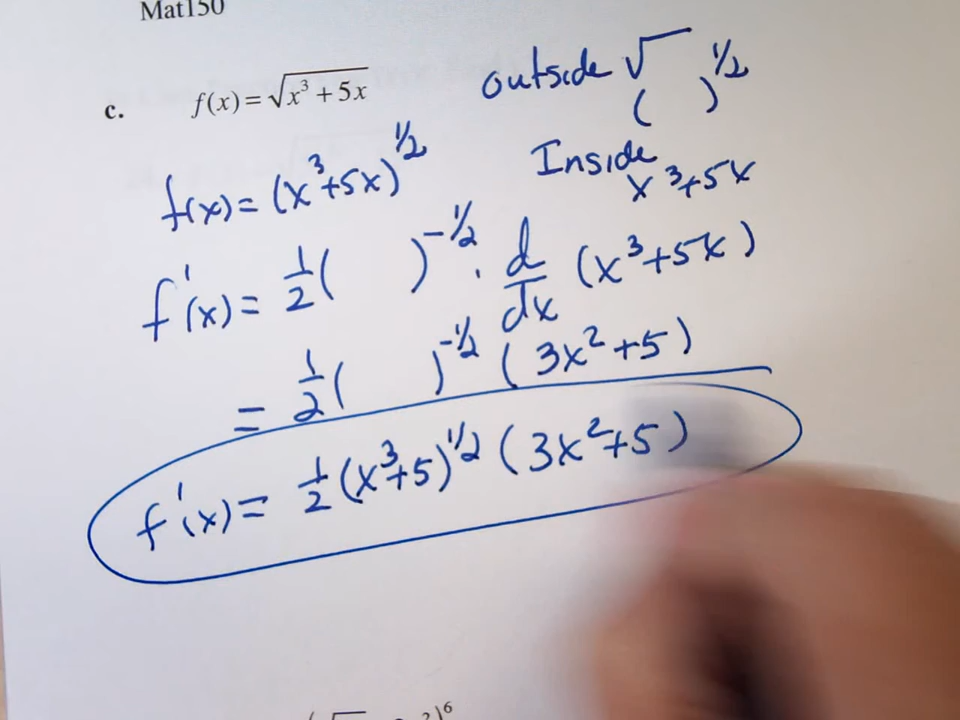 Mat150
c. f(x) = √(x³ + 5x)
outside √
( )^1/2
Inside
x³+5x
f(x) = (x³+5x)^1/2
f'(x) = 1/2 ( )^-1/2 · d/dx (x³+5x)
= 1/2 ( )^-1/2 (3x²+5)
f'(x) = 1/2 (x³+5)^1/2 (3x²+5)